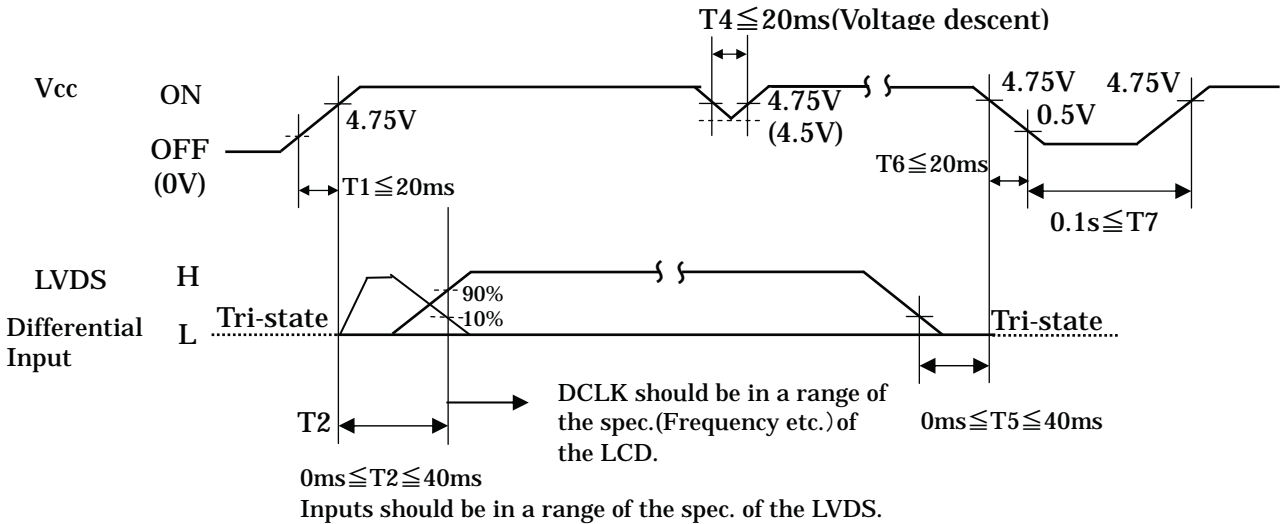 T4≦20ms(Voltage descent)
Vcc
ON
4.75V
OFF
(0V)
T1≦20ms
4.75V
(4.5V)
4.75V
4.75V
0.5V
T6≦20ms
0.1s≦T7
LVDS
H
Differential
Input
L
Tri-state
90%
10%
Tri-state
T2
DCLK should be in a range of
the spec.(Frequency etc.)of
the LCD.
0ms≦T5≦40ms
0ms≦T2≦40ms
Inputs should be in a range of the spec. of the LVDS.